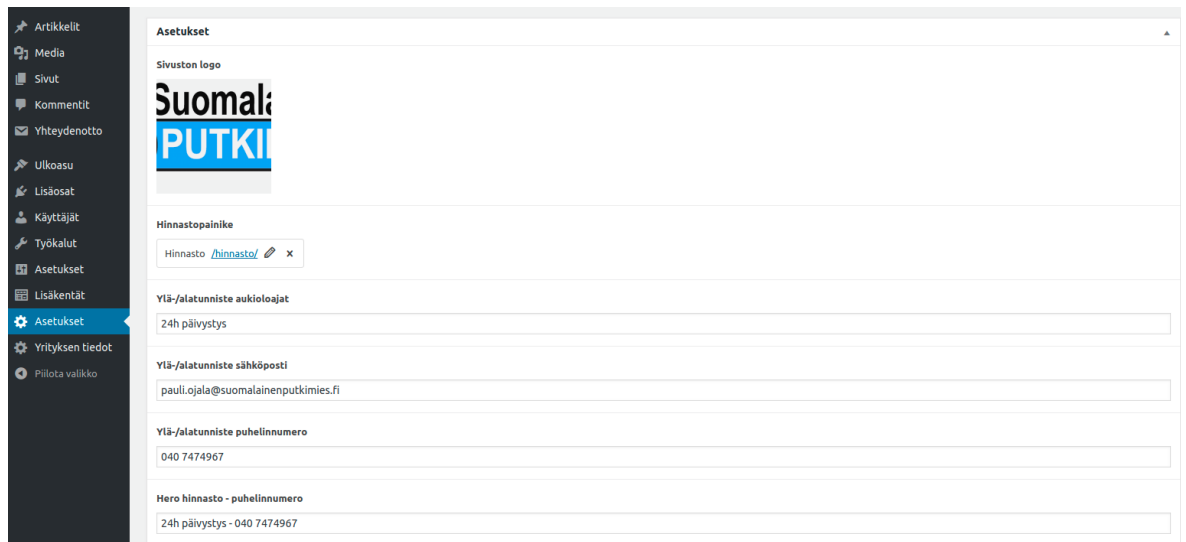 Artikkelit
Media
Sivut
Kommentit
Yhteydenotto
Ulkoasu
Lisäosat
Käyttäjät
Työkalut
Asetukset
Lisäkentät
Asetukset
Yrityksen tiedot
Piilota valikko
Asetukset
Sivuston logo
Suomala
PUTKI
Hinnastopainike
Hinnasto /hinnasto/ x
Ylä-/alatunniste aukioloajat
24h päivystys
Ylä-/alatunniste sähköposti
pauli.ojala@suomalainenputkimies.fi
Ylä-/alatunniste puhelinnumero
040 7474967
Hero hinnasto - puhelinnumero
24h päivystys - 040 7474967